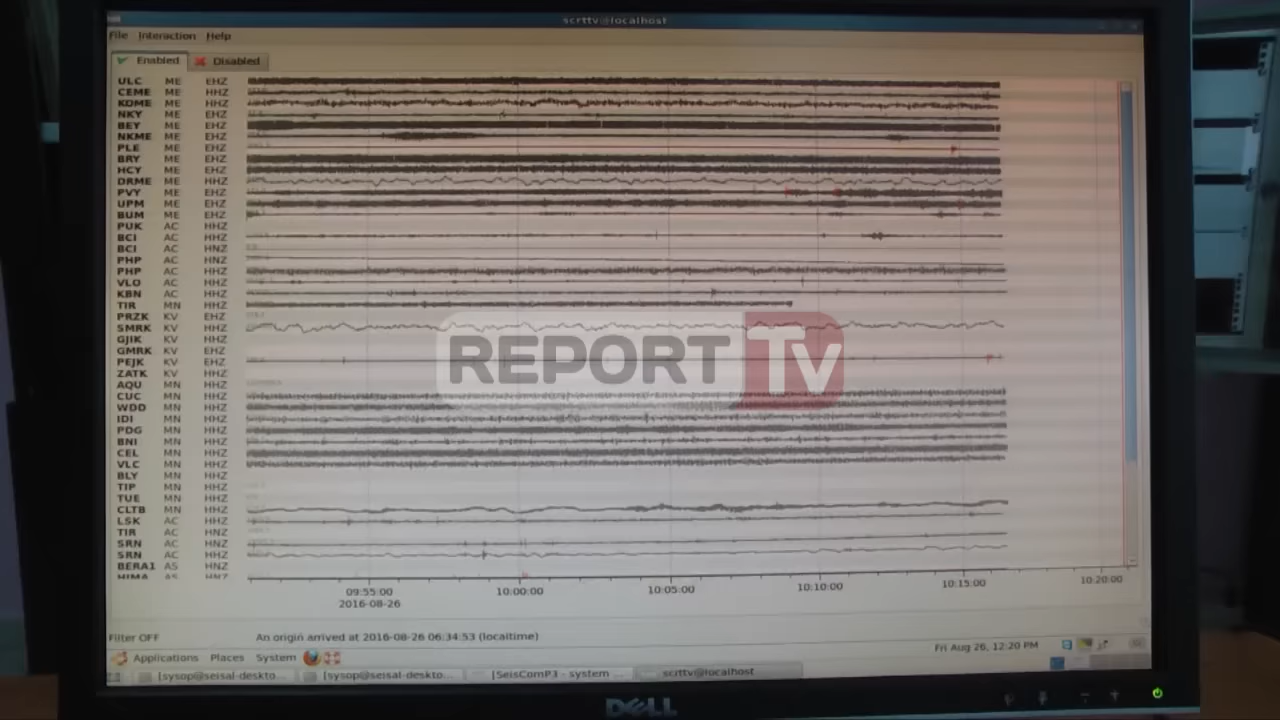 scrttv@localhost
File Interaction Help
Enabled Disabled
ULC ME EHZ
CEME ME HHZ
KOME ME HHZ
NKY ME EHZ
BEY ME EHZ
NKME ME EHZ
PLE ME EHZ
BRY ME EHZ
HCY ME EHZ
DRME ME HHZ
PVY ME EHZ
UPM ME EHZ
BUM ME EHZ
PUK AC HHZ
BCI AC HHZ
BCI AC HNZ
PHP AC HNZ
PHP AC HHZ
VLO AC HHZ
KBN AC HHZ
TIR MN HHZ
PRZK KV EHZ
SMRK KV HHZ
GJIK KV HHZ
GMRK KV EHZ
PEJK KV EHZ
ZATK KV HHZ
AQU MN HHZ
CUC MN HHZ
WDD MN HHZ
IDI MN HHZ
PDG MN HHZ
BNI MN HHZ
CEL MN HHZ
VLC MN HHZ
BLY MN HHZ
TIP MN HHZ
TUE MN HHZ
CLTB MN HHZ
LSK AC HHZ
TIR AC HNZ
SRN AC HNZ
SRN AC HHZ
BERA1 AS HNZ
HIMA AS HNZ
REPORT Tv
09:55:00 10:00:00 10:05:00 10:10:00 10:15:00 10:20:00
2016-08-26
Filter OFF An origin arrived at 2016-08-26 06:34:53 (localtime)
Applications Places System Fri Aug 26, 12:20 PM
[sysop@seisal-deskto... [sysop@seisal-deskto... [SeisComP3 - system ... scrttv@localhost
DELL